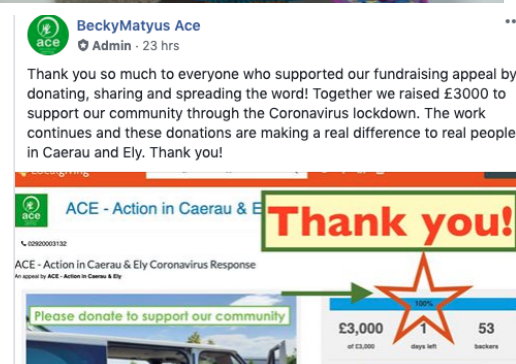 BeckyMatyus Ace
Admin · 23 hrs
Thank you so much to everyone who supported our fundraising appeal by
donating, sharing and spreading the word! Together we raised £3000 to
support our community through the Coronavirus lockdown. The work
continues and these donations are making a real difference to real people
in Caerau and Ely. Thank you!
ace
ace
ACE - Action in Caerau & E
Thank you!
02920003132
ACE - Action in Caerau & Ely Coronavirus Response
An appeal by ACE - Action in Caerau & Ely
Please donate to support our community
100%
£3,000 1 53
of £3,000 days left backers